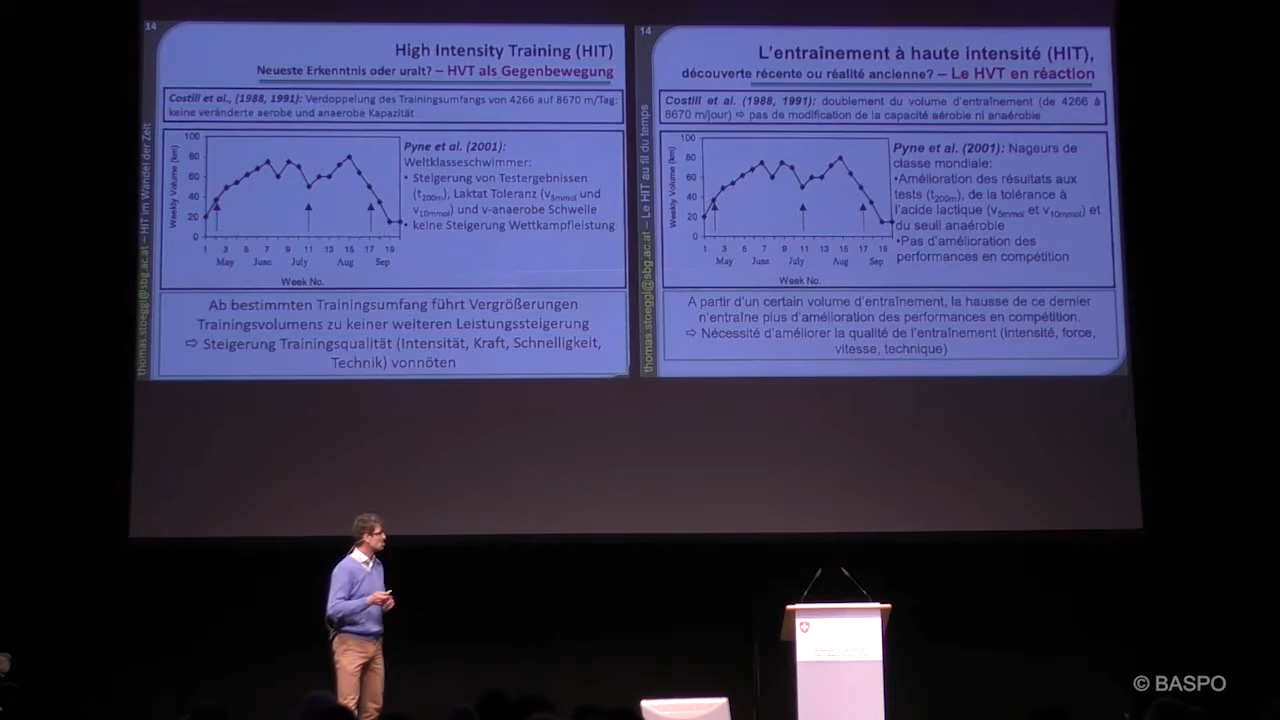 14
High Intensity Training (HIT)
Neueste Erkenntnis oder uralt? – HVT als Gegenbewegung
Costill et al., (1988, 1991): Verdoppelung des Trainingsumfangs von 4266 auf 8670 m/Tag:
keine veränderte aerobe und anaerobe Kapazität
thomas.stoeggl@sbg.ac.at – HIT im Wandel der Zeit
Weekly Volume (km)
100
80
60
40
20
0
1 3 5 7 9 11 13 15 17 19
May June July Aug Sep
Week No.
Pyne et al. (2001):
Weltklasseschwimmer:
• Steigerung von Testergebnissen
(t200m), Laktat Toleranz (v5mmol und
v10mmol) und v-anaerobe Schwelle
• keine Steigerung Wettkampfleistung
Ab bestimmten Trainingsumfang führt Vergrößerungen
Trainingsvolumens zu keiner weiteren Leistungssteigerung
⇨ Steigerung Trainingsqualität (Intensität, Kraft, Schnelligkeit,
Technik) vonnöten
14
L'entraînement à haute intensité (HIT),
découverte récente ou réalité ancienne? – Le HVT en réaction
Costill et al. (1988, 1991): doublement du volume d'entraînement (de 4266 à
8670 m/jour) ⇨ pas de modification de la capacité aérobie ni anaérobie
thomas.stoeggl@sbg.ac.at – Le HIT au fil du temps
Weekly Volume (km)
100
80
60
40
20
0
1 3 5 7 9 11 13 15 17 19
May June July Aug Sep
Week No.
Pyne et al. (2001): Nageurs de
classe mondiale:
•Amélioration des résultats aux
tests (t200m), de la tolérance à
l'acide lactique (v5mmol et v10mmol) et
du seuil anaérobie
•Pas d'amélioration des
performances en compétition
A partir d'un certain volume d'entraînement, la hausse de ce dernier
n'entraîne plus d'amélioration des performances en compétition.
⇨ Nécessité d'améliorer la qualité de l'entraînement (intensité, force,
vitesse, technique)
© BASPO